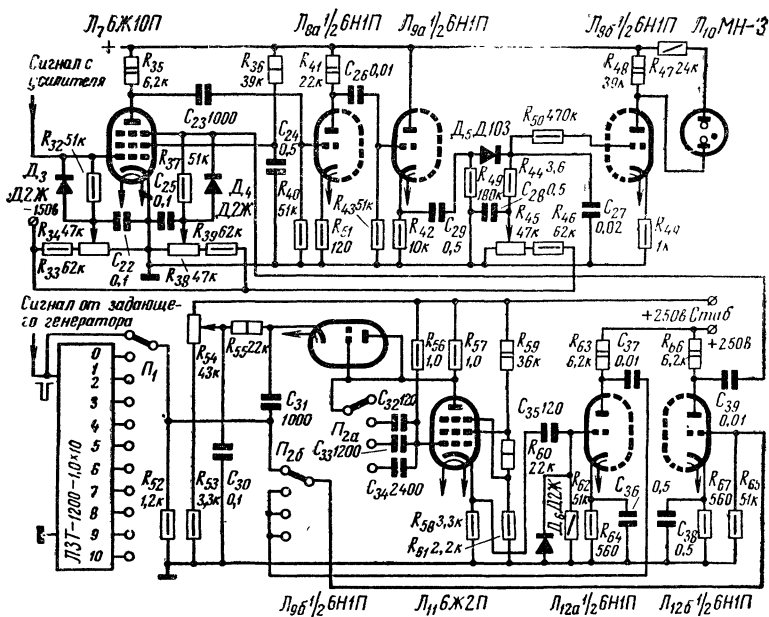 Л₇ 6Ж10П
Л₈ₐ ½ 6Н1П
Л₉ₐ ½ 6Н1П
Л₉б ½ 6Н1П
Л₁₀ МН-3
+
R₃₅ 6,2к
R₃₆ 39к
R₄₁ 22к
C₂₆ 0,01
R₄₈ 39к
R₄₇ 24к
Сигнал с усилителя
C₂₃ 1000
R₅₀ 470к
Д₅ Д103
R₃₂ 51к
R₃₇ 51к
C₂₄ 0,5
Д₃ Д2Ж
C₂₅ 0,1
Д₄ Д2Ж
R₄₀ 51к
R₄₉ 180к
R₄₄ 3,6
C₂₈ 0,5
-150в
R₄₃ 51к
R₃₄ 47к
R₃₉ 62к
R₅₁ 120
R₄₂ 10к
C₂₉ 0,5
R₄₅ 47к
R₄₆ 62к
C₂₇ 0,02
R₄₉ 1к
R₃₃ 62к
C₂₂ 0,1
R₃₈ 47к
Сигнал от задающего генератора
+250в Стаб
+250в
П₁
R₅₄ 43к
R₅₅ 22к
R₅₆ 1,0
R₅₇ 1,0
R₅₉ 36к
R₆₃ 6,2к
C₃₇ 0,01
R₆₆ 6,2к
0
1
2
3
4
5
6
7
8
9
10
ЛЗТ-1200-1,0×10
C₃₁ 1000
C₃₂ 120
П₂ₐ
C₃₅ 120
C₃₉ 0,01
П₂б
C₃₃ 1200
R₆₀ 22к
R₅₂ 1,2к
R₅₃ 3,3к
C₃₀ 0,1
C₃₄ 2400
Д₆ Д2Ж
R₆₂ 51к
C₃₆ 0,5
R₆₇ 560
R₆₅ 51к
R₅₈ 3,3к
R₆₁ 2,2к
R₆₄ 560
C₃₈ 0,5
Л₉б ½ 6Н1П
Л₁₁ 6Ж2П
Л₁₂ₐ ½ 6Н1П
Л₁₂б ½ 6Н1П